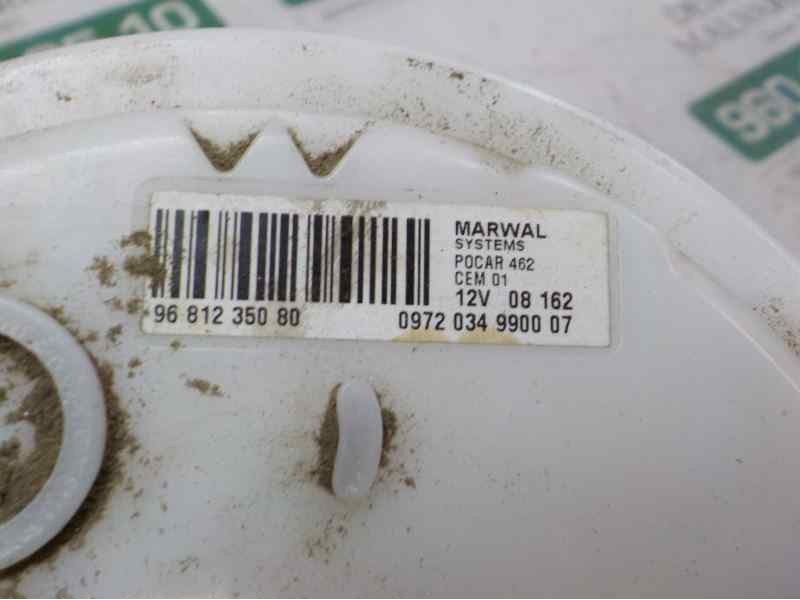 MARWAL
SYSTEMS
POCAR 462
CEM 01
12V 08 162
96 812 350 80 0972 034 9900 07